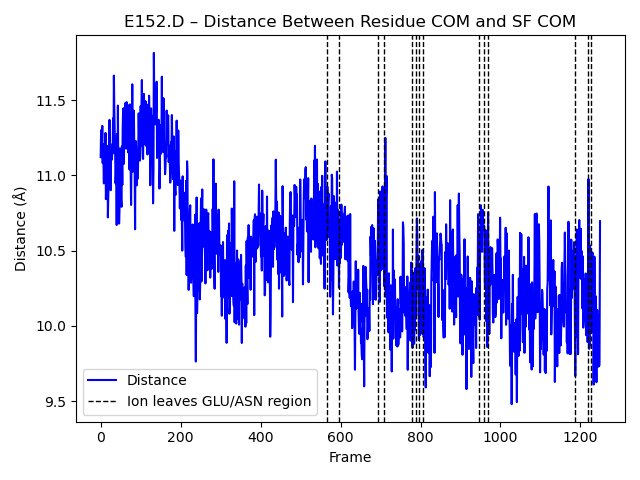 E152.D – Distance Between Residue COM and SF COM
Distance (Å)
11.5
11.0
10.5
10.0
9.5
Distance
Ion leaves GLU/ASN region
0 200 400 600 800 1000 1200
Frame